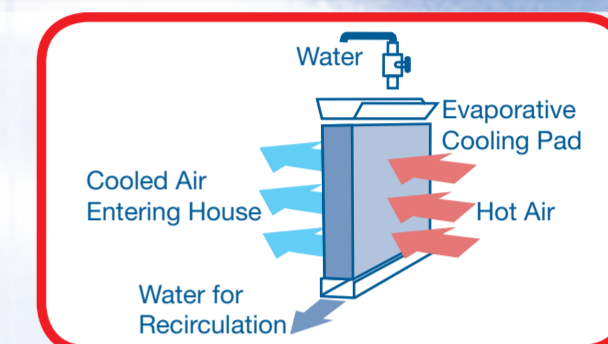 Water
Evaporative
Cooling Pad
Cooled Air
Entering House
Hot Air
Water for
Recirculation